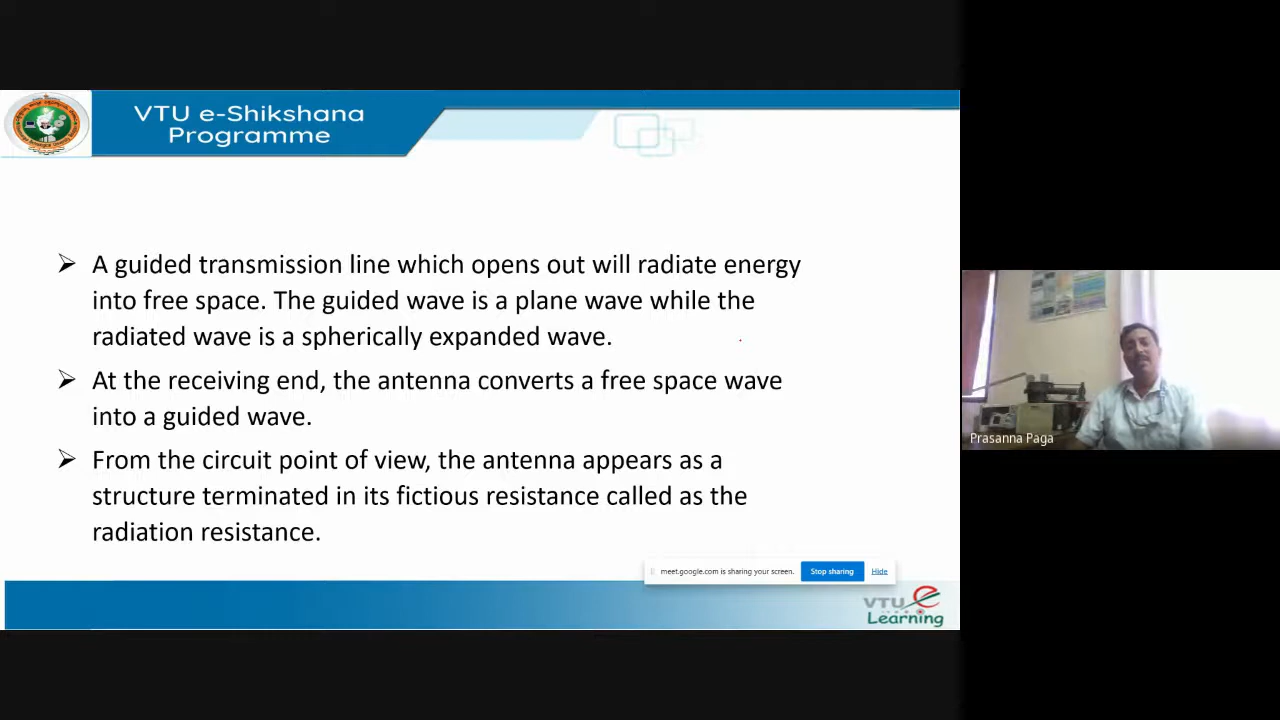 VTU e-Shikshana
Programme
A guided transmission line which opens out will radiate energy
into free space. The guided wave is a plane wave while the
radiated wave is a spherically expanded wave.
At the receiving end, the antenna converts a free space wave
into a guided wave.
From the circuit point of view, the antenna appears as a
structure terminated in its fictious resistance called as the
radiation resistance.
meet.google.com is sharing your screen.
Stop sharing
Hide
VTU e
Learning
Prasanna Paga